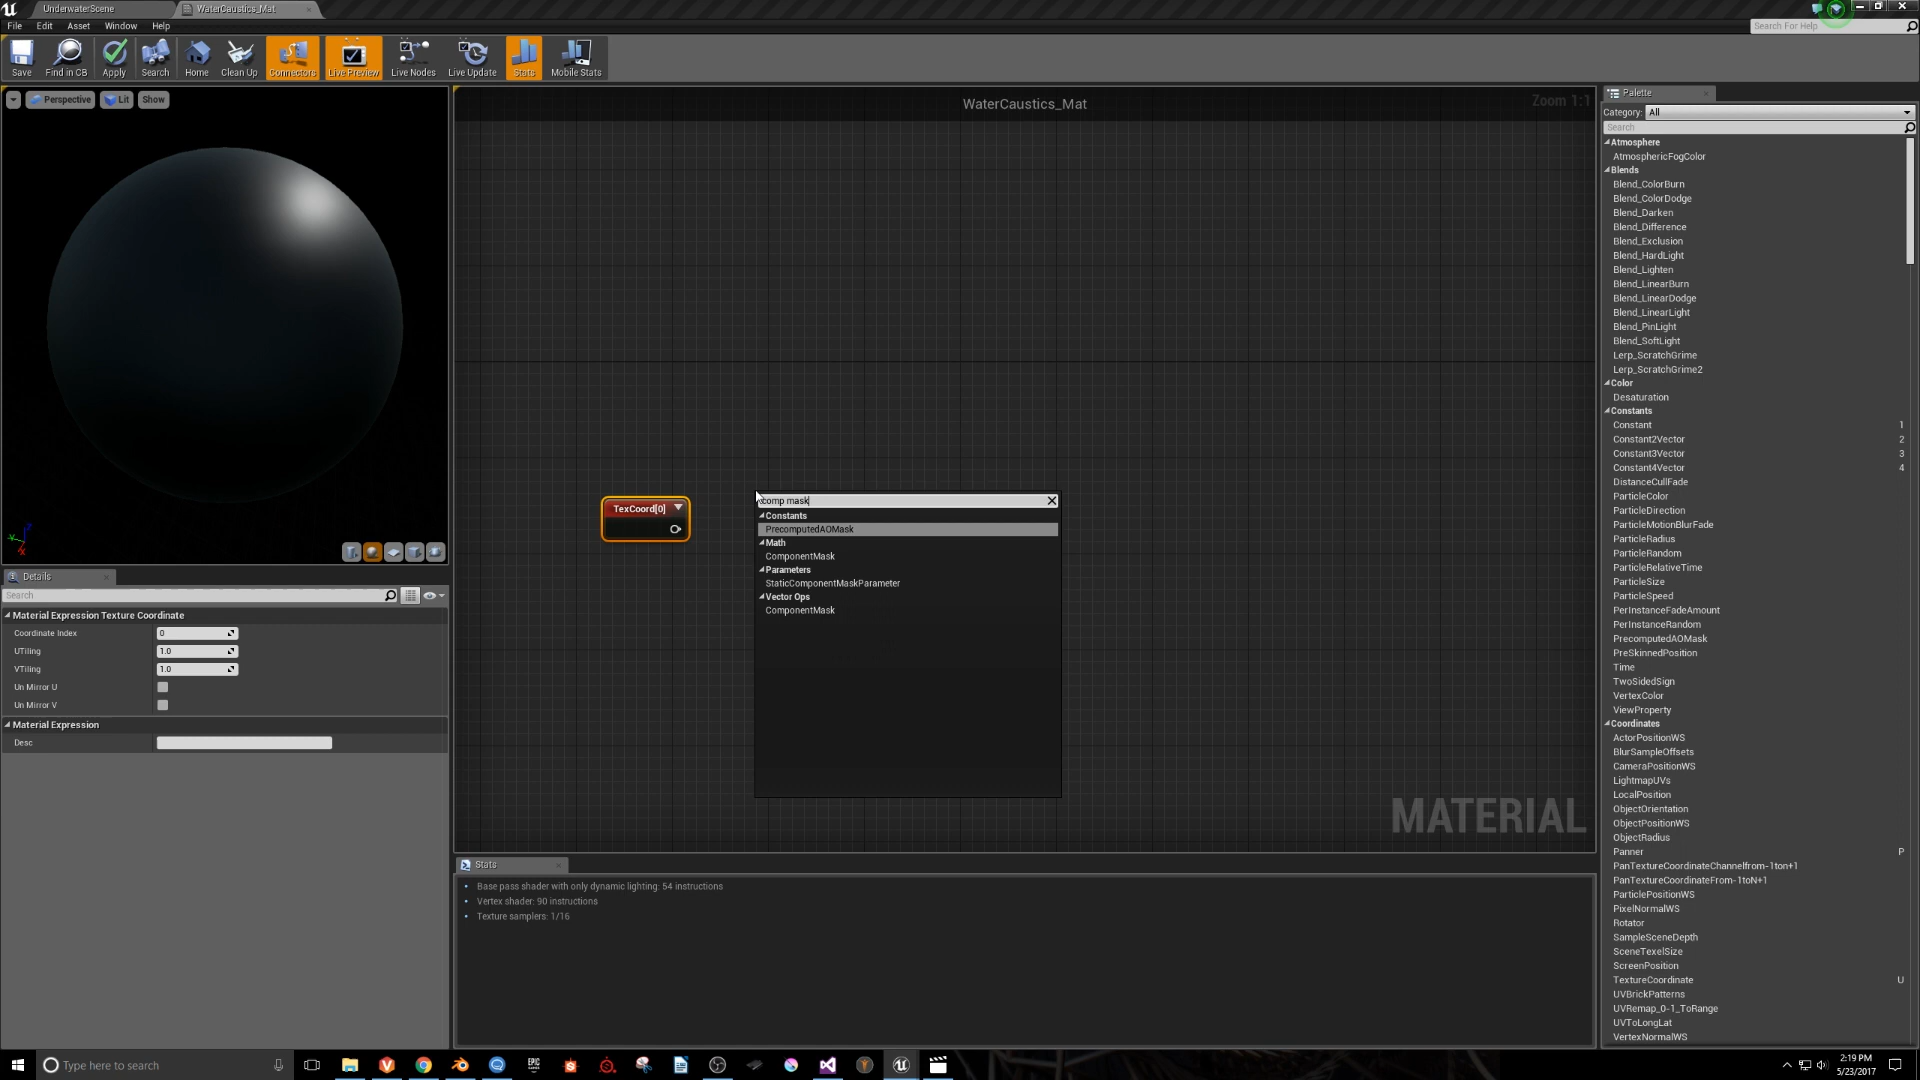 UnderwaterScene
WaterCaustics_Mat
File Edit Asset Window Help
Search For Help
Save
Find in CB
Apply
Search
Home
Clean Up
Connectors
Live Preview
Live Nodes
Live Update
Stats
Mobile Stats
Perspective
Lit
Show
WaterCaustics_Mat
Zoom 1:1
TexCoord[0]
comp mask
Constants
PrecomputedAOMask
Math
ComponentMask
Parameters
StaticComponentMaskParameter
Vector Ops
ComponentMask
MATERIAL
Details
Search
Material Expression Texture Coordinate
Coordinate Index 0
UTiling 1.0
VTiling 1.0
Un Mirror U
Un Mirror V
Material Expression
Desc
Stats
Base pass shader with only dynamic lighting: 54 instructions
Vertex shader: 90 instructions
Texture samplers: 1/16
Palette
Category: All
Search
Atmosphere
AtmosphericFogColor
Blends
Blend_ColorBurn
Blend_ColorDodge
Blend_Darken
Blend_Difference
Blend_Exclusion
Blend_HardLight
Blend_Lighten
Blend_LinearBurn
Blend_LinearDodge
Blend_LinearLight
Blend_PinLight
Blend_SoftLight
Lerp_ScratchGrime
Lerp_ScratchGrime2
Color
Desaturation
Constants
Constant 1
Constant2Vector 2
Constant3Vector 3
Constant4Vector 4
DistanceCullFade
ParticleColor
ParticleDirection
ParticleMotionBlurFade
ParticleRadius
ParticleRandom
ParticleRelativeTime
ParticleSize
ParticleSpeed
PerInstanceFadeAmount
PerInstanceRandom
PrecomputedAOMask
PreSkinnedPosition
Time
TwoSidedSign
VertexColor
ViewProperty
Coordinates
ActorPositionWS
BlurSampleOffsets
CameraPositionWS
LightmapUVs
LocalPosition
ObjectOrientation
ObjectPositionWS
ObjectRadius
Panner P
PanTextureCoordinateChannelfrom-1ton+1
PanTextureCoordinateFrom-1toN+1
ParticlePositionWS
PixelNormalWS
Rotator
SampleSceneDepth
SceneTexelSize
ScreenPosition
TextureCoordinate U
UVBrickPatterns
UVRemap_0-1_ToRange
UVToLongLat
VertexNormalWS
Type here to search
EPIC
2:19 PM
5/23/2017